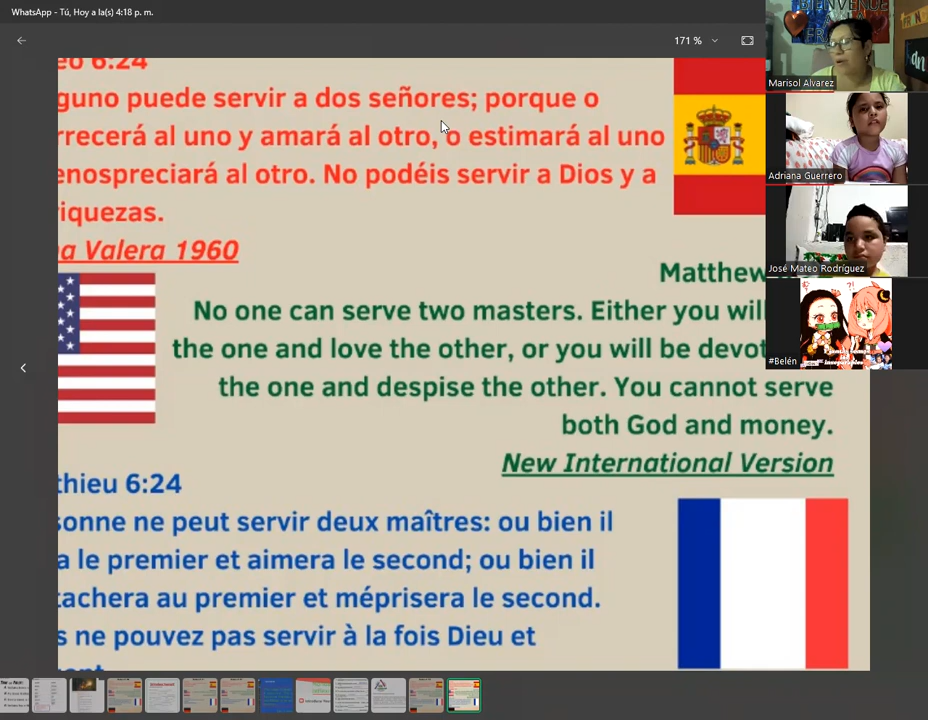 WhatsApp - Tú, Hoy a la(s) 4:18 p. m.
171 %
eo 6:24
guno puede servir a dos señores; porque o
rrecerá al uno y amará al otro, o estimará al uno
enospreciará al otro. No podéis servir a Dios y a
riquezas.
na Valera 1960
Matthew
No one can serve two masters. Either you will
the one and love the other, or you will be devot
the one and despise the other. You cannot serve
both God and money.
New International Version
thieu 6:24
sonne ne peut servir deux maîtres: ou bien il
a le premier et aimera le second; ou bien il
tachera au premier et méprisera le second.
s ne pouvez pas servir à la fois Dieu et
BIENVENUE
Marisol Alvarez
Adriana Guerrero
José Mateo Rodríguez
#Belén